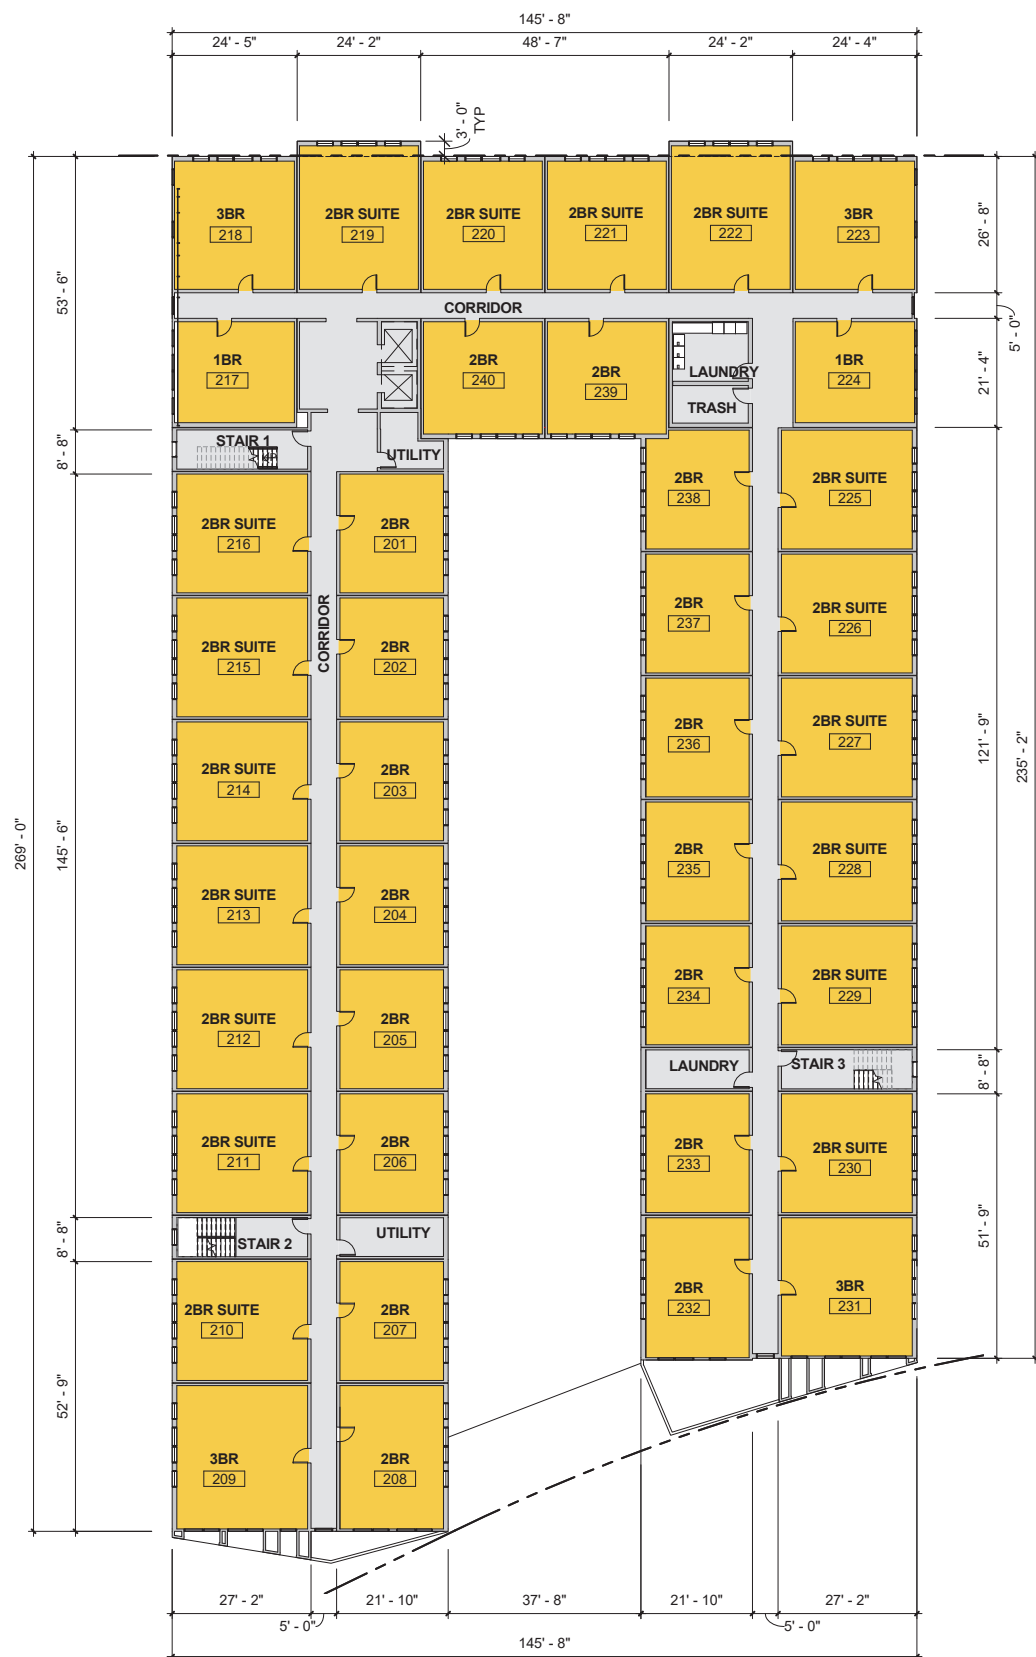 145' - 8"
24' - 5"
24' - 2"
48' - 7"
24' - 2"
24' - 4"
3' - 0"
TYP
3BR
218
2BR SUITE
219
2BR SUITE
220
2BR SUITE
221
2BR SUITE
222
3BR
223
26' - 8"
53' - 6"
CORRIDOR
5' - 0"
1BR
217
2BR
240
2BR
239
LAUNDRY
TRASH
1BR
224
21' - 4"
STAIR 1
UTILITY
8' - 8"
2BR SUITE
216
2BR
201
2BR
238
2BR SUITE
225
2BR SUITE
215
CORRIDOR
2BR
202
2BR
237
2BR SUITE
226
2BR SUITE
214
2BR
203
2BR
236
2BR SUITE
227
121' - 9"
235' - 2"
269' - 0"
145' - 6"
2BR SUITE
213
2BR
204
2BR
235
2BR SUITE
228
2BR SUITE
212
2BR
205
2BR
234
2BR SUITE
229
LAUNDRY
STAIR 3
8' - 8"
2BR SUITE
211
2BR
206
2BR
233
2BR SUITE
230
8' - 8"
STAIR 2
UTILITY
51' - 9"
2BR SUITE
210
2BR
207
2BR
232
3BR
231
52' - 9"
3BR
209
2BR
208
27' - 2"
5' - 0"
21' - 10"
37' - 8"
21' - 10"
5' - 0"
27' - 2"
145' - 8"